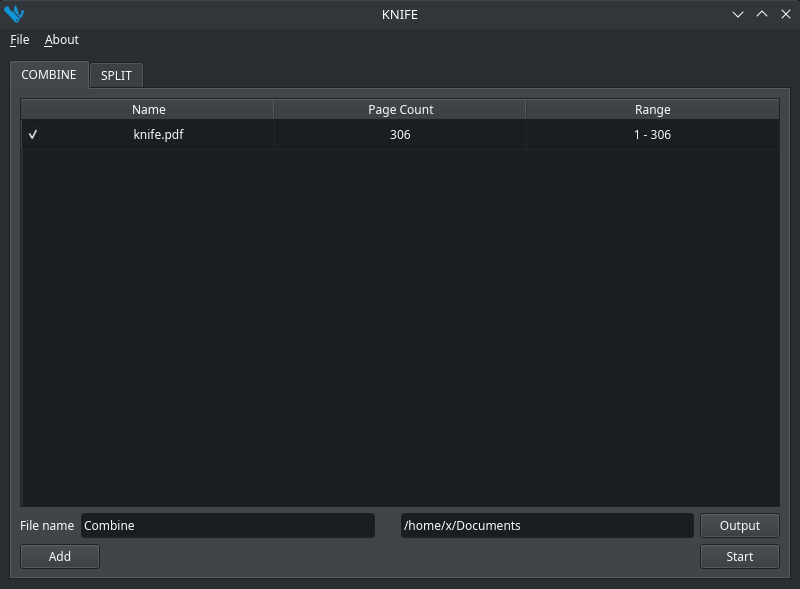 KNIFE
File About
COMBINE SPLIT
Name Page Count Range
✓ knife.pdf 306 1 - 306
File name Combine /home/x/Documents Output
Add Start